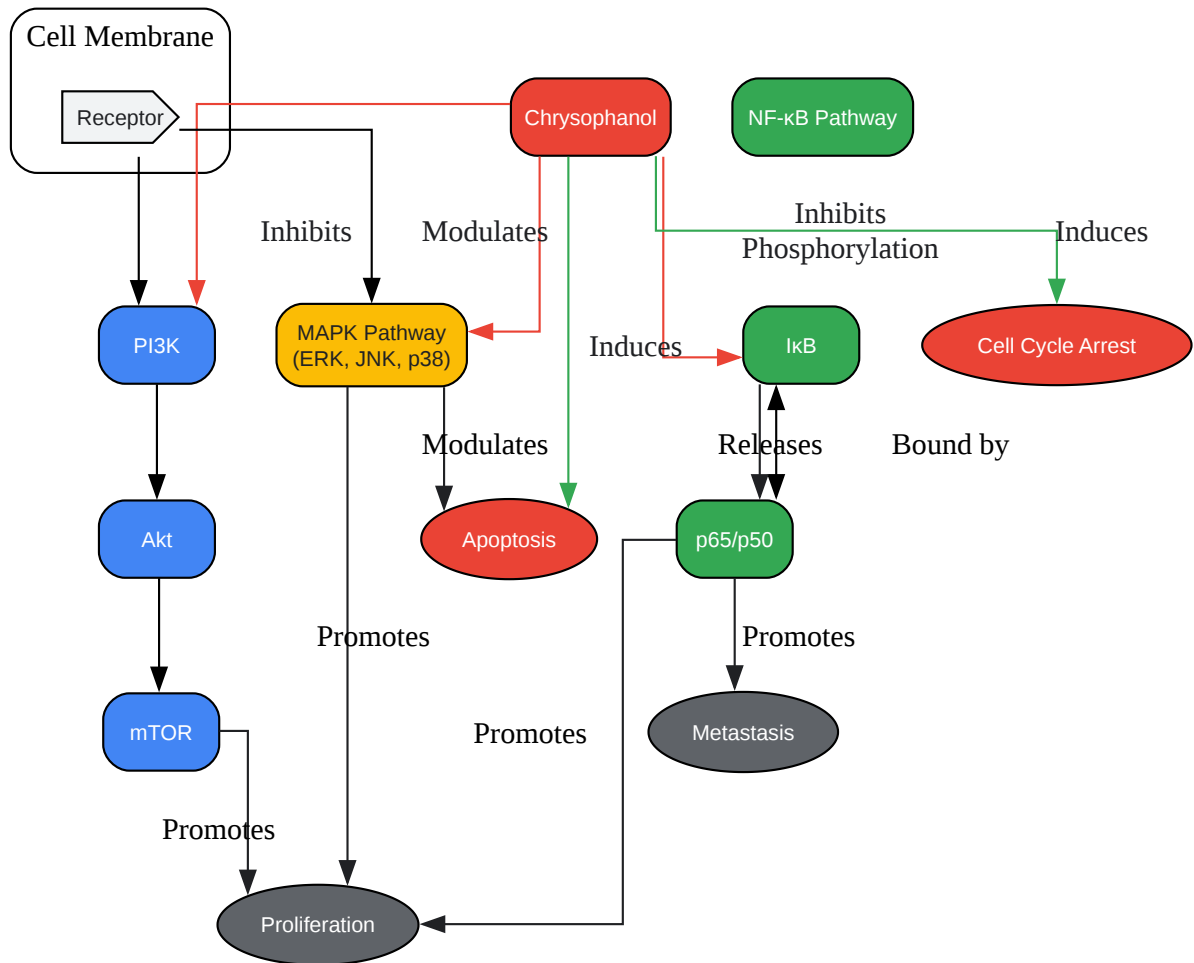 Cell Membrane
Receptor
Chrysophanol
NF-κB Pathway
Inhibits
Modulates
Inhibits
Phosphorylation
Induces
PI3K
MAPK Pathway
(ERK, JNK, p38)
Induces
IκB
Cell Cycle Arrest
Modulates
Releases
Bound by
Akt
Apoptosis
p65/p50
Promotes
Promotes
mTOR
Promotes
Metastasis
Promotes
Proliferation